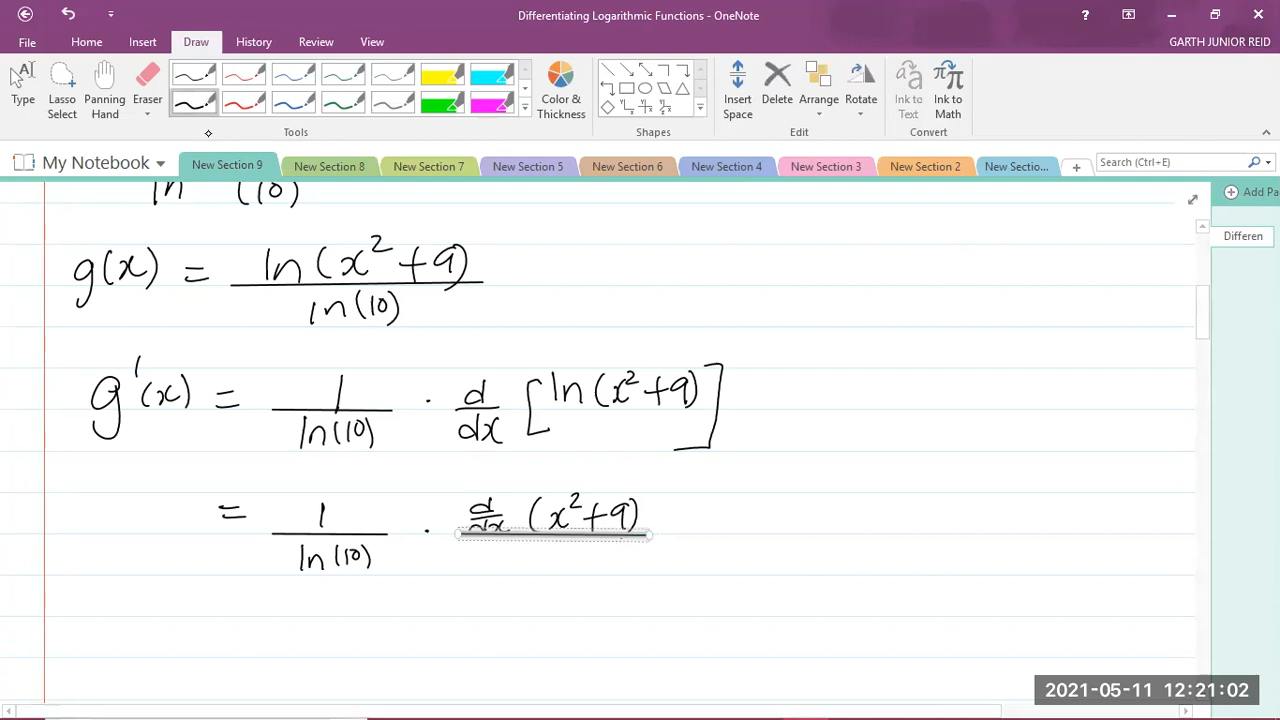 Differentiating Logarithmic Functions - OneNote
?
GARTH JUNIOR REID
File Home Insert Draw History Review View
Type Lasso Select Panning Hand Eraser Color & Thickness Insert Space Delete Arrange Rotate Ink to Text Ink to Math
Tools Shapes Edit Convert
My Notebook New Section 9 New Section 8 New Section 7 New Section 5 New Section 6 New Section 4 New Section 3 New Section 2 New Sectio... + Search (Ctrl+E)
Add Pa
Differen
ln (10)
g(x) = ln(x²+9) / ln(10)
g'(x) = 1 / ln(10) · d/dx [ln(x²+9)]
= 1 / ln(10) · d/dx (x²+9)
2021-05-11 12:21:02